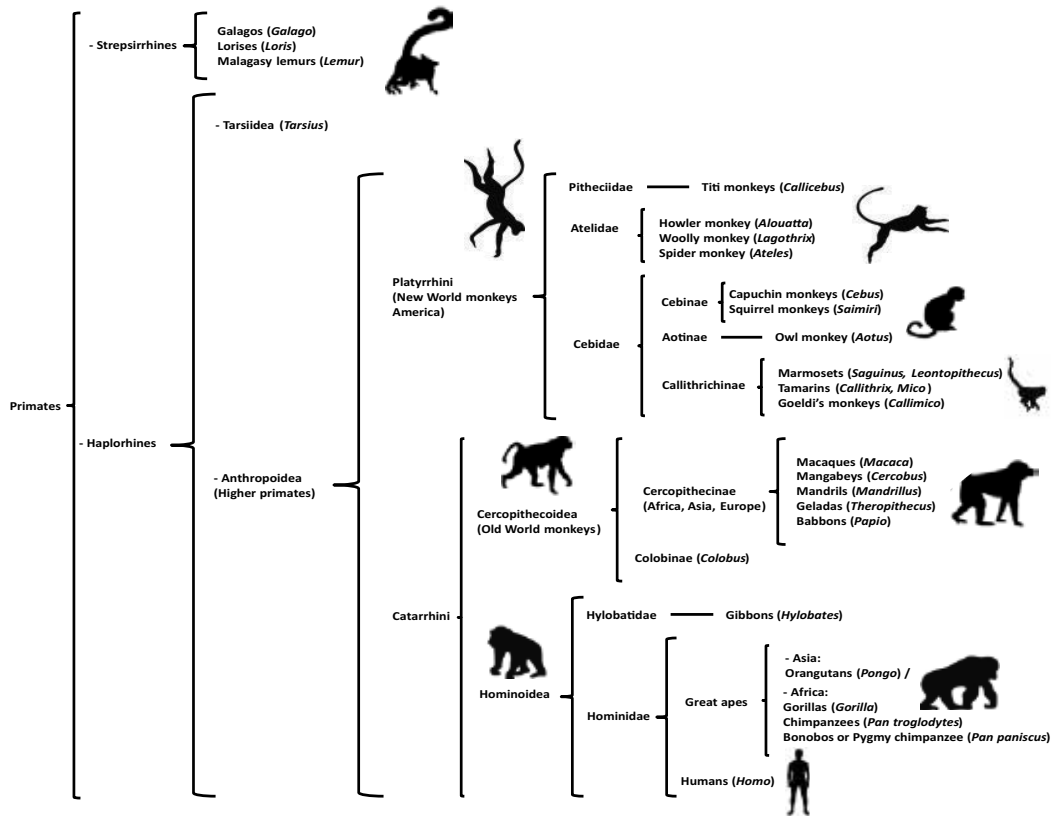 Primates
- Strepsirrhines
Galagos (Galago)
Lorises (Loris)
Malagasy lemurs (Lemur)
- Haplorhines
- Tarsiidea (Tarsius)
- Anthropoidea
(Higher primates)
Platyrrhini
(New World monkeys
America)
Pitheciidae
Titi monkeys (Callicebus)
Atelidae
Howler monkey (Alouatta)
Woolly monkey (Lagothrix)
Spider monkey (Ateles)
Cebidae
Cebinae
Capuchin monkeys (Cebus)
Squirrel monkeys (Saimiri)
Aotinae
Owl monkey (Aotus)
Callithrichinae
Marmosets (Saguinus, Leontopithecus)
Tamarins (Callithrix, Mico)
Goeldi's monkeys (Callimico)
Catarrhini
Cercopithecoidea
(Old World monkeys)
Cercopithecinae
(Africa, Asia, Europe)
Macaques (Macaca)
Mangabeys (Cercobus)
Mandrils (Mandrillus)
Geladas (Theropithecus)
Babbons (Papio)
Colobinae (Colobus)
Hominoidea
Hylobatidae
Gibbons (Hylobates)
Hominidae
Great apes
- Asia:
Orangutans (Pongo) /
- Africa:
Gorillas (Gorilla)
Chimpanzees (Pan troglodytes)
Bonobos or Pygmy chimpanzee (Pan paniscus)
Humans (Homo)